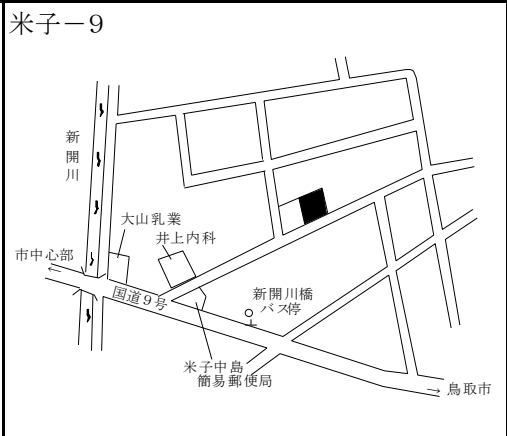 米子－9
新開川
大山乳業
井上内科
市中心部
国道9号
新開川橋
バス停
米子中島
簡易郵便局
鳥取市